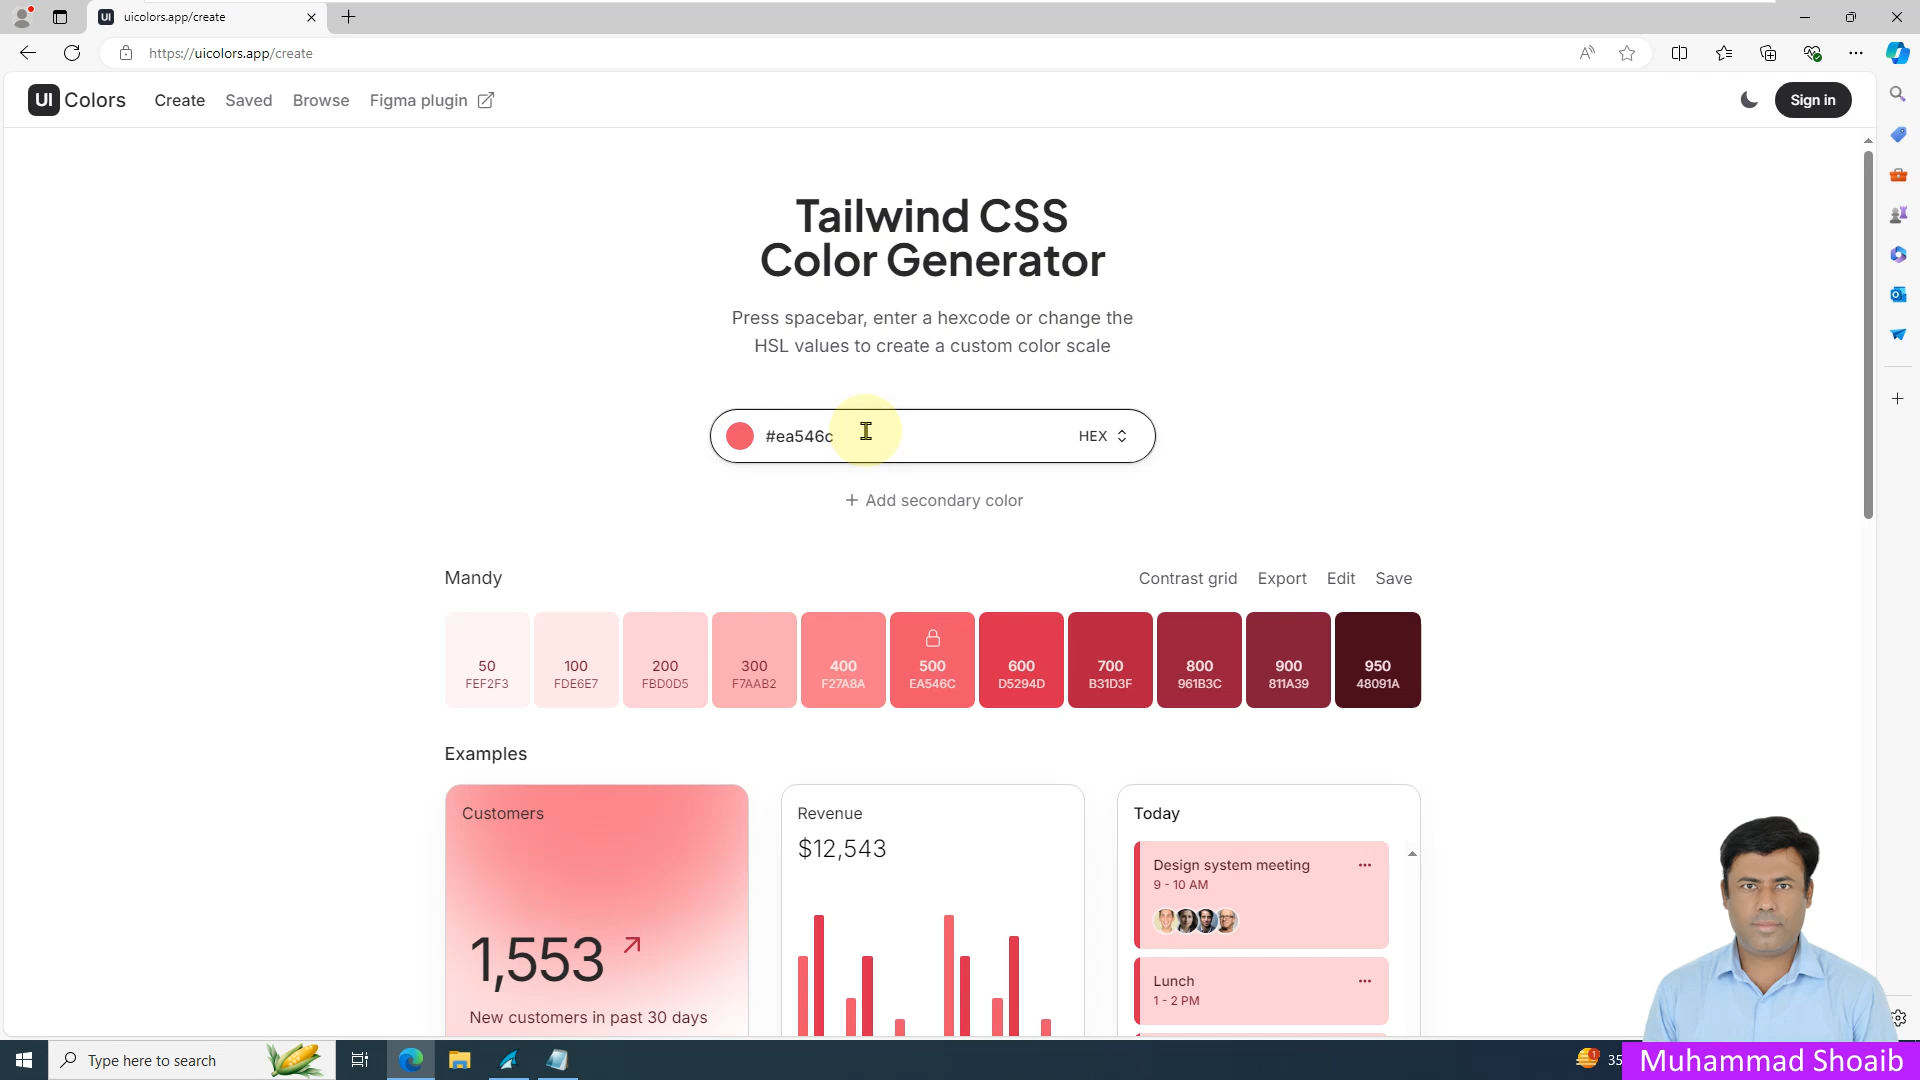 uicolors.app/create
https://uicolors.app/create
UI Colors Create Saved Browse Figma plugin
Sign in
Tailwind CSS
Color Generator
Press spacebar, enter a hexcode or change the
HSL values to create a custom color scale
#ea546c HEX
+ Add secondary color
Mandy Contrast grid Export Edit Save
50 100 200 300 400 500 600 700 800 900 950
FEF2F3 FDE6E7 FBD0D5 F7AAB2 F27A8A EA546C D5294D B31D3F 961B3C 811A39 48091A
Examples
Customers
1,553
New customers in past 30 days
Revenue
$12,543
Today
Design system meeting
9 - 10 AM
Lunch
1 - 2 PM
Type here to search
35
Muhammad Shoaib